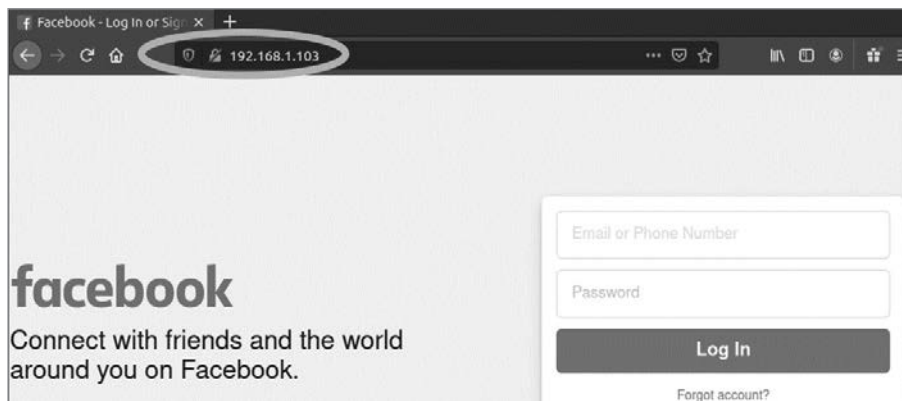 Facebook - Log In or Sign
192.168.1.103
Email or Phone Number
Password
Log In
Forgot account?
facebook
Connect with friends and the world
around you on Facebook.